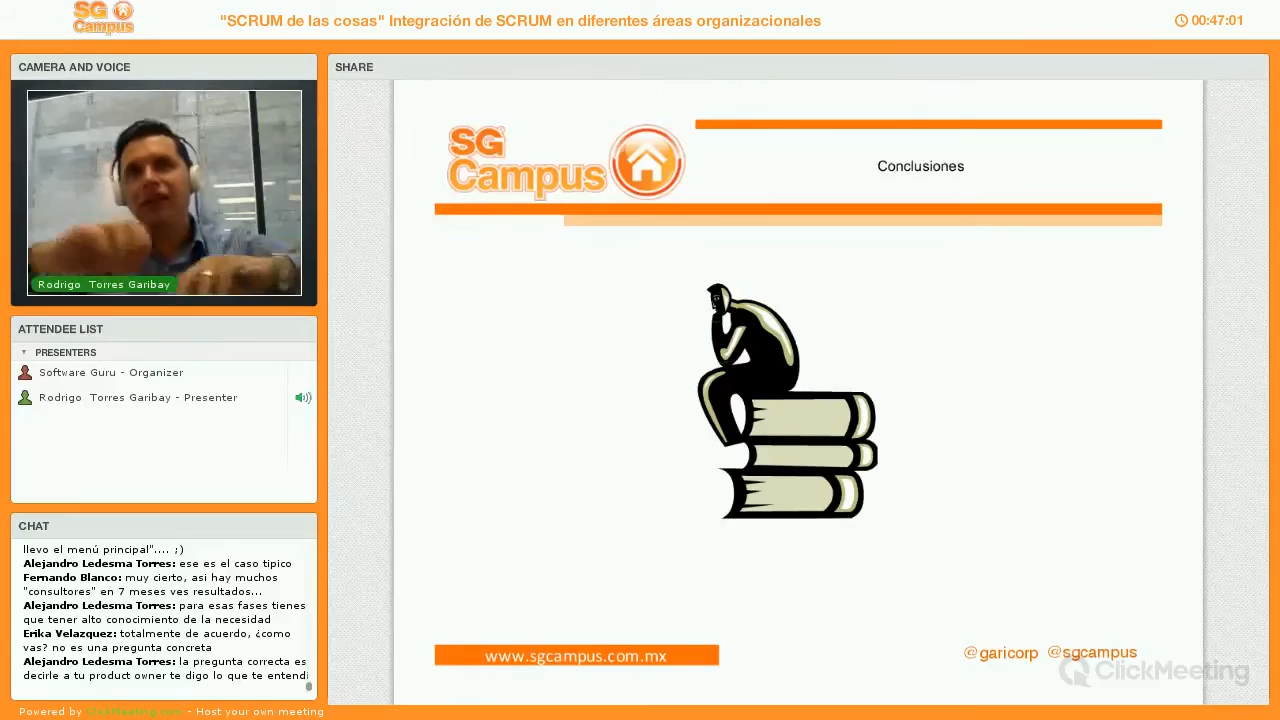 SG
Campus
"SCRUM de las cosas" Integración de SCRUM en diferentes áreas organizacionales
00:47:01
CAMERA AND VOICE
Rodrigo Torres Garibay
ATTENDEE LIST
PRESENTERS
Software Guru - Organizer
Rodrigo Torres Garibay - Presenter
CHAT
llevo el menú principal".... ;)
Alejandro Ledesma Torres: ese es el caso tipico
Fernando Blanco: muy cierto, asi hay muchos
"consultores" en 7 meses ves resultados...
Alejandro Ledesma Torres: para esas fases tienes
que tener alto conocimiento de la necesidad
Erika Velazquez: totalmente de acuerdo, ¿como
vas? no es una pregunta concreta
Alejandro Ledesma Torres: la pregunta correcta es
decirle a tu product owner te digo lo que te entendi
Powered by ClickMeeting.com - Host your own meeting
SHARE
SG
Campus
Conclusiones
www.sgcampus.com.mx
@garicorp @sgcampus
ClickMeeting